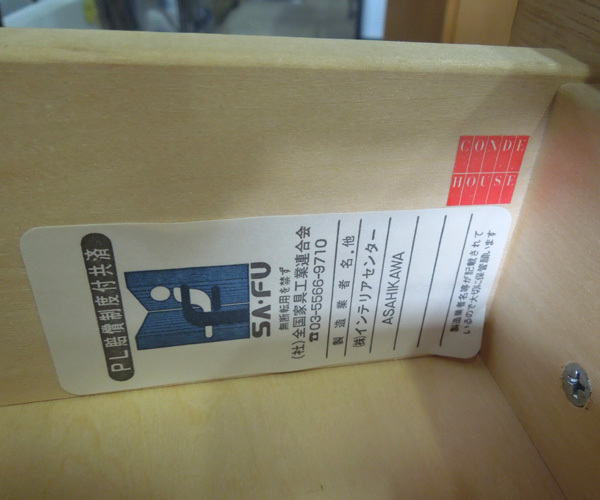 PL賠償制度付共済
SA・FU
無断転用を禁ず
(社)全国家具工業連合会
☎03-5566-9710
製造業者名.他
㈱インテリアセンター
ASAHIKAWA
製造業者名等が記載されて
いるので大切に保管願います
CONDE
HOUSE